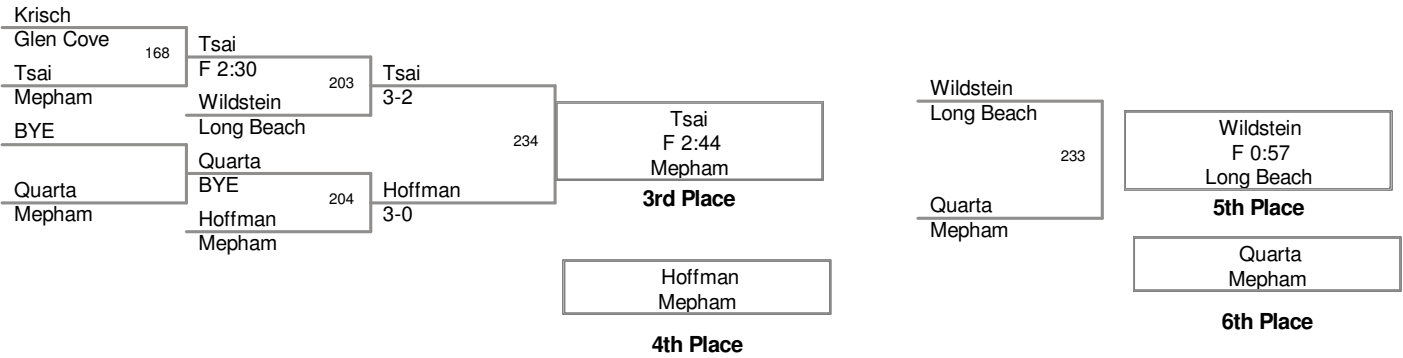 Krisch
Glen Cove
168
Tsai
Mepham
BYE
Quarta
Mepham
Tsai
F 2:30
203
Wildstein
Long Beach
Quarta
BYE
204
Hoffman
Mepham
Tsai
3-2
234
Hoffman
3-0
Tsai
F 2:44
Mepham
3rd Place
Hoffman
Mepham
4th Place
Wildstein
Long Beach
233
Quarta
Mepham
Wildstein
F 0:57
Long Beach
5th Place
Quarta
Mepham
6th Place